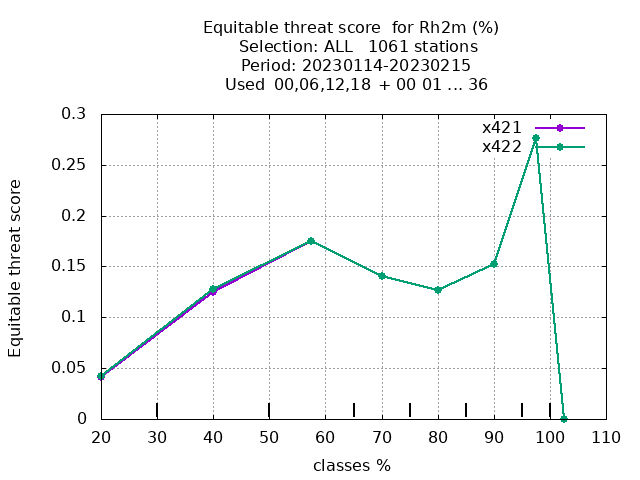 Equitable threat score  for Rh2m (%)
Selection: ALL   1061 stations
Period: 20230114-20230215
Used  00,06,12,18  + 00 01 ... 36
x421
x422
0.3
0.25
0.2
0.15
0.1
0.05
0
Equitable threat score
20 30 40 50 60 70 80 90 100 110
classes %